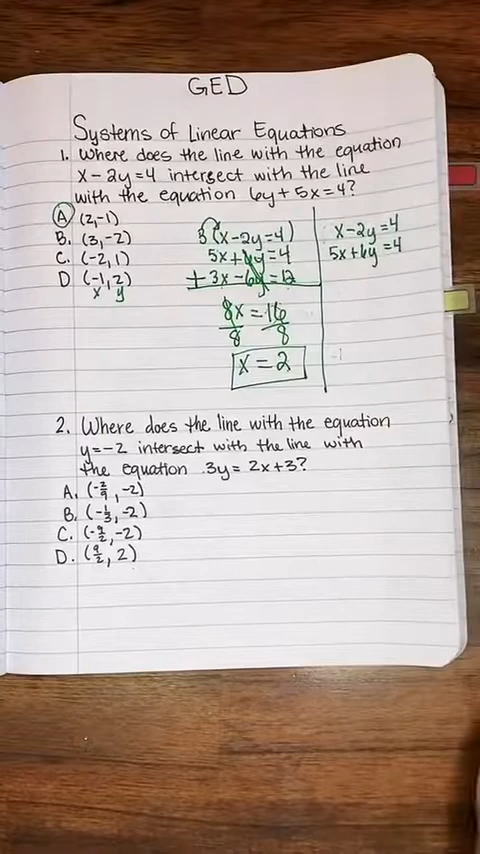 GED
Systems of Linear Equations
1. Where does the line with the equation
x - 2y = 4 intersect with the line
with the equation 6y + 5x = 4?
A (2, -1)
B. (3, -2)
C. (-2, 1)
D (-1, 2)
x y
3 (x - 2y = 4)
5x + 6y = 4
+ 3x - 6y = 12
8x = 16
8 8
x = 2
x - 2y = 4
5x + 6y = 4
2. Where does the line with the equation
y = -2 intersect with the line with
the equation 3y = 2x + 3?
A. (-2/9, -2)
B. (-1/3, -2)
C. (-9/2, -2)
D. (9/2, 2)